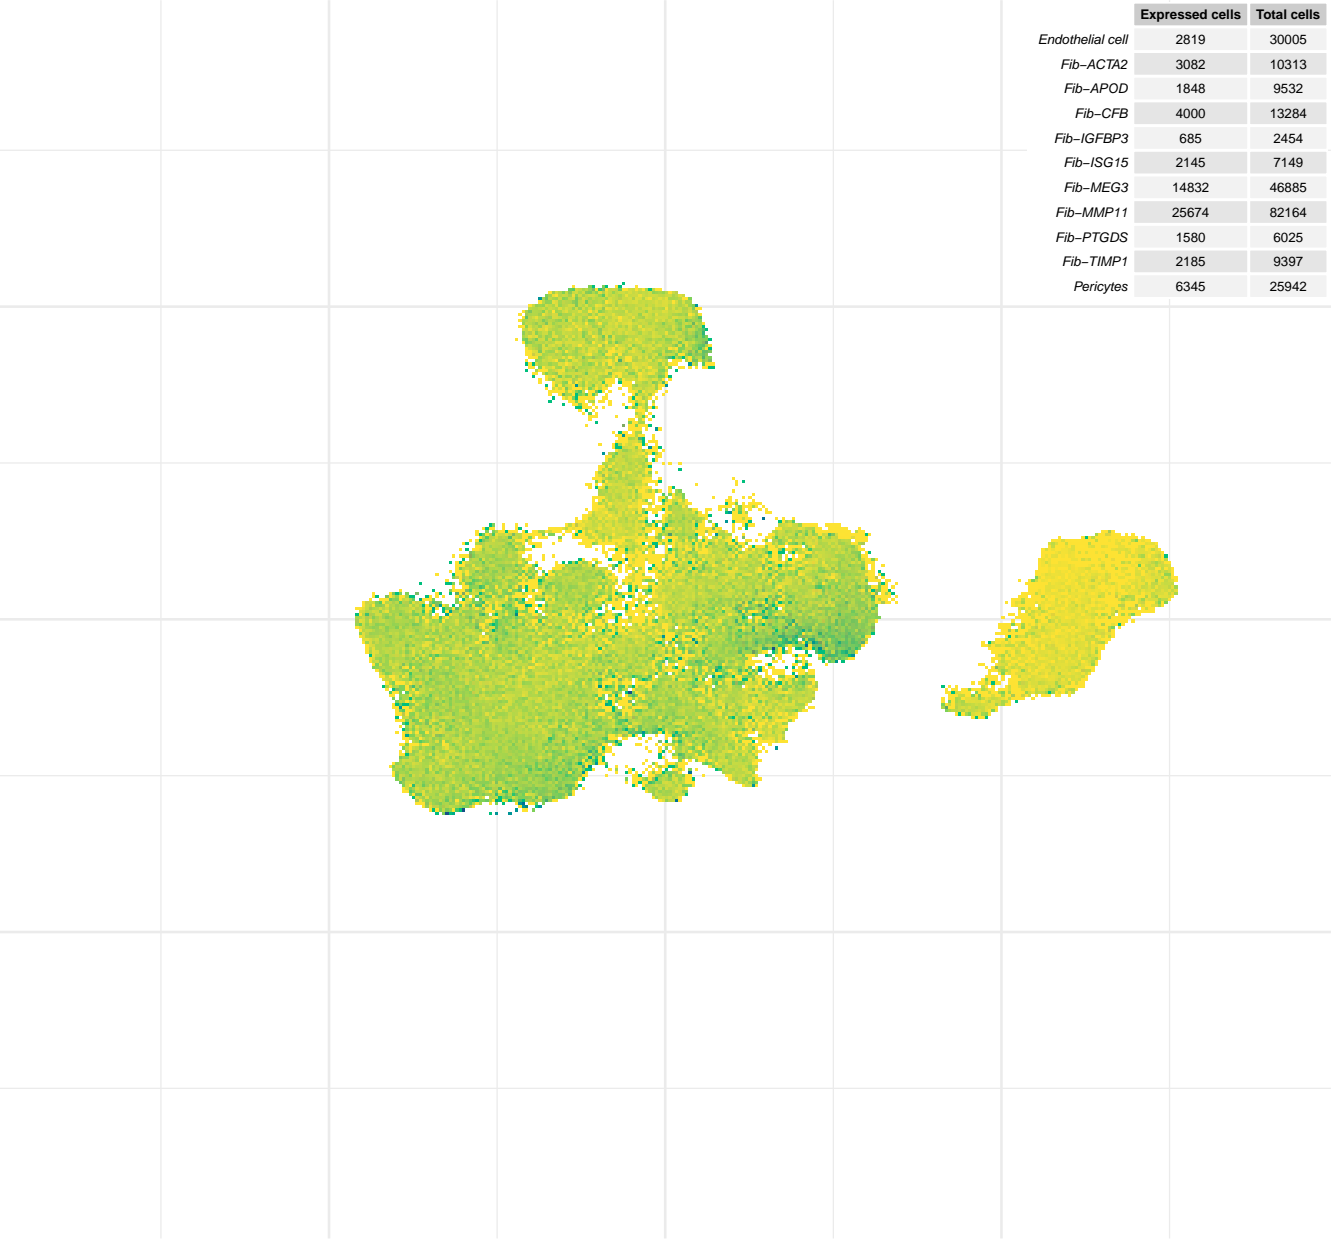 Expressed cells Total cells
Endothelial cell 2819 30005
Fib−ACTA2 3082 10313
Fib−APOD 1848 9532
Fib−CFB 4000 13284
Fib−IGFBP3 685 2454
Fib−ISG15 2145 7149
Fib−MEG3 14832 46885
Fib−MMP11 25674 82164
Fib−PTGDS 1580 6025
Fib−TIMP1 2185 9397
Pericytes 6345 25942